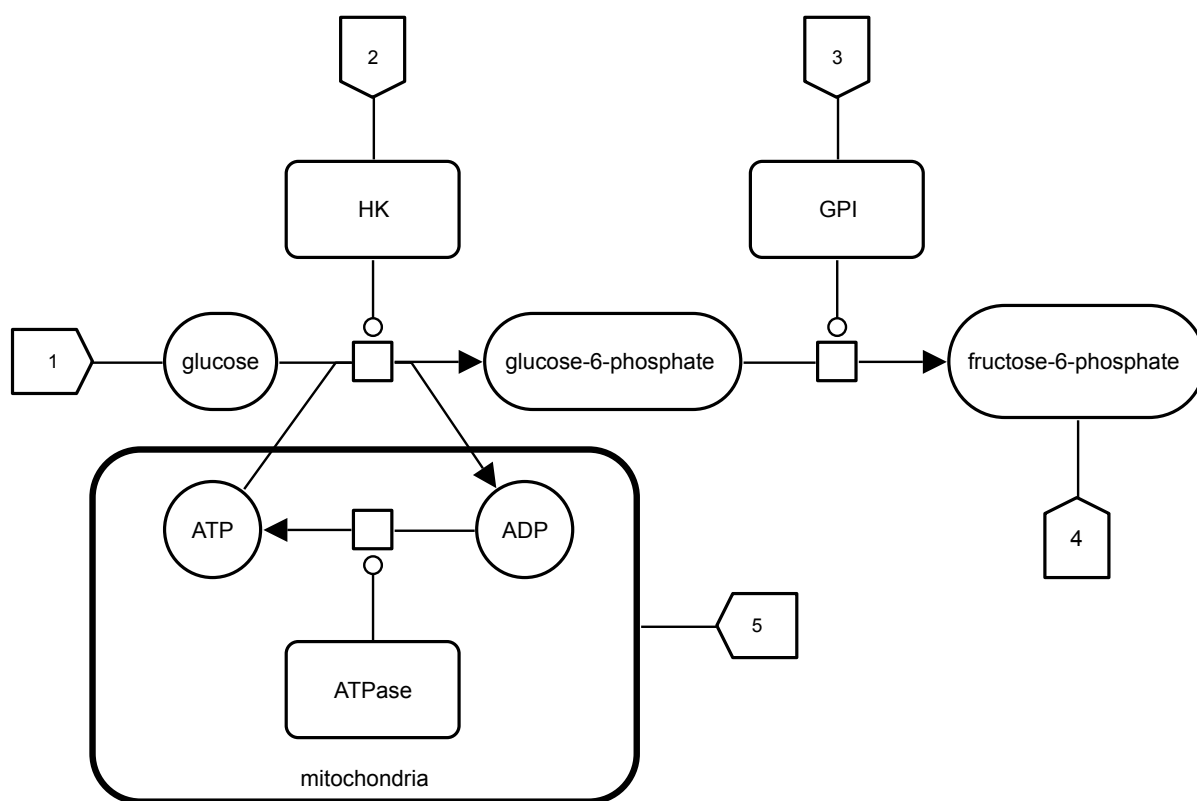 2
3
HK
GPI
1
glucose
glucose-6-phosphate
fructose-6-phosphate
ATP
ADP
4
5
ATPase
mitochondria